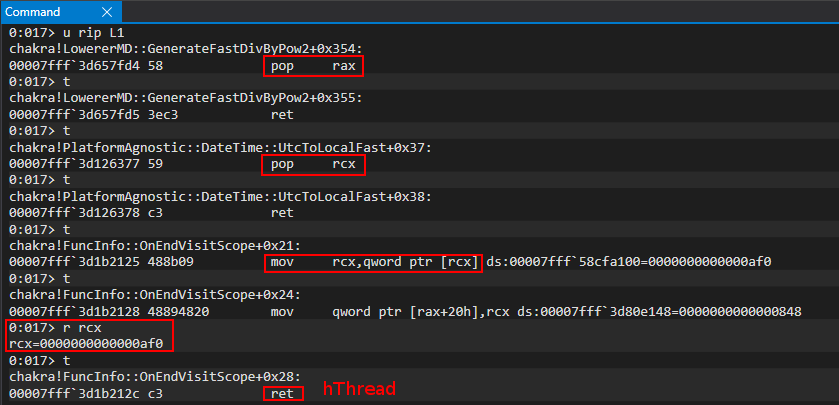 Command
0:017> u rip L1
chakra!LowererMD::GenerateFastDivByPow2+0x354:
00007fff`3d657fd4 58 pop rax
0:017> t
chakra!LowererMD::GenerateFastDivByPow2+0x355:
00007fff`3d657fd5 3ec3 ret
0:017> t
chakra!PlatformAgnostic::DateTime::UtcToLocalFast+0x37:
00007fff`3d126377 59 pop rcx
0:017> t
chakra!PlatformAgnostic::DateTime::UtcToLocalFast+0x38:
00007fff`3d126378 c3 ret
0:017> t
chakra!FuncInfo::OnEndVisitScope+0x21:
00007fff`3d1b2125 488b09 mov rcx,qword ptr [rcx] ds:00007fff`58cfa100=0000000000000af0
0:017> t
chakra!FuncInfo::OnEndVisitScope+0x24:
00007fff`3d1b2128 48894820 mov qword ptr [rax+20h],rcx ds:00007fff`3d80e148=0000000000000848
0:017> r rcx
rcx=0000000000000af0
0:017> t
chakra!FuncInfo::OnEndVisitScope+0x28:
00007fff`3d1b212c c3 ret hThread